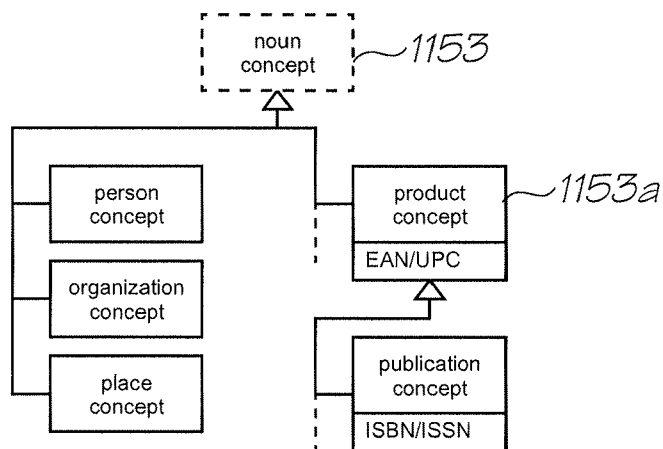 noun
concept
1153
person
concept
product
concept
1153a
EAN/UPC
organization
concept
place
concept
publication
concept
ISBN/ISSN